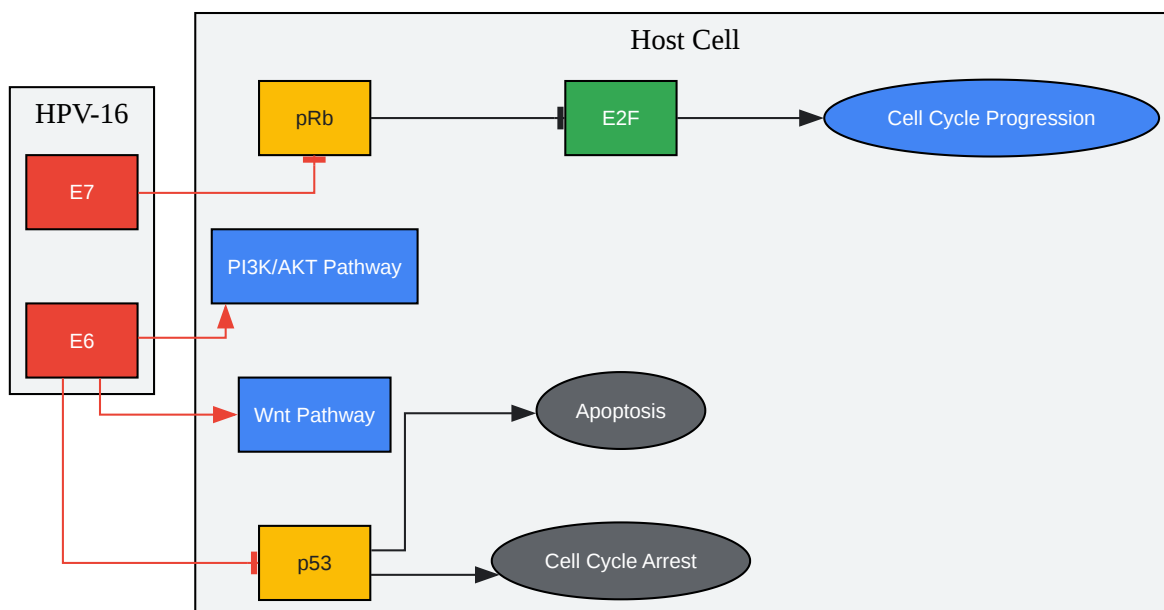 Host Cell
HPV-16
pRb
E2F
Cell Cycle Progression
E7
PI3K/AKT Pathway
E6
Wnt Pathway
Apoptosis
p53
Cell Cycle Arrest